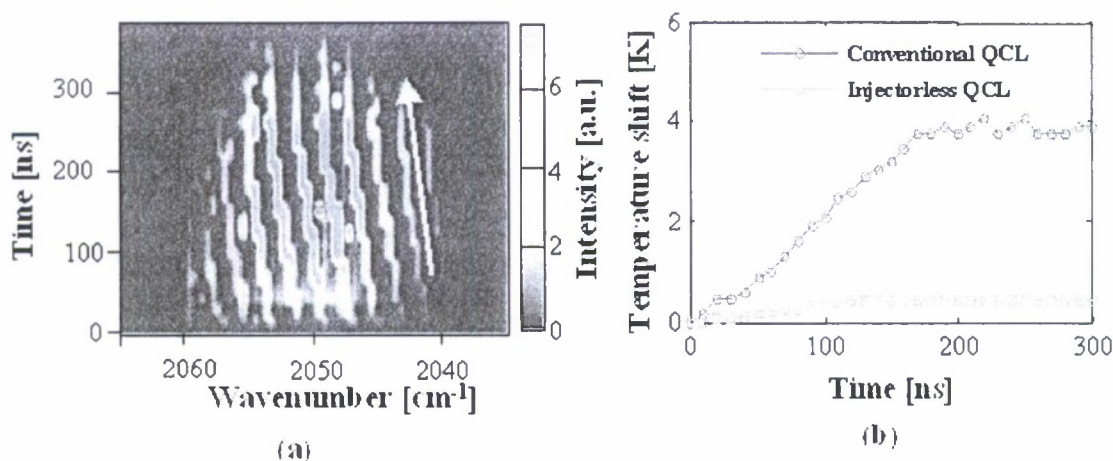 300
200
100
0
Time [ns]
2060
2050
2040
Wavenumber [cm-1]
6
4
2
0
Intensity [a.u.]
(a)
6
4
2
0
Temperature shift [K]
Conventional QCL
Injectorless QCL
0
100
200
300
Time [ns]
(b)